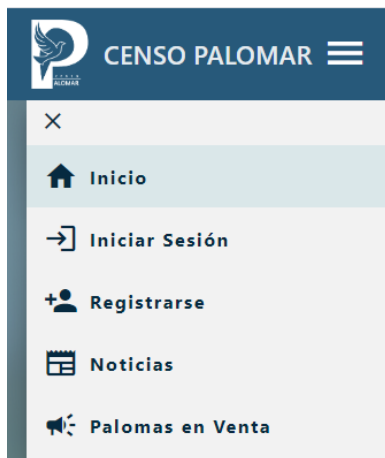 CENSO PALOMAR
Inicio
Iniciar Sesión
Registrarse
Noticias
Palomas en Venta